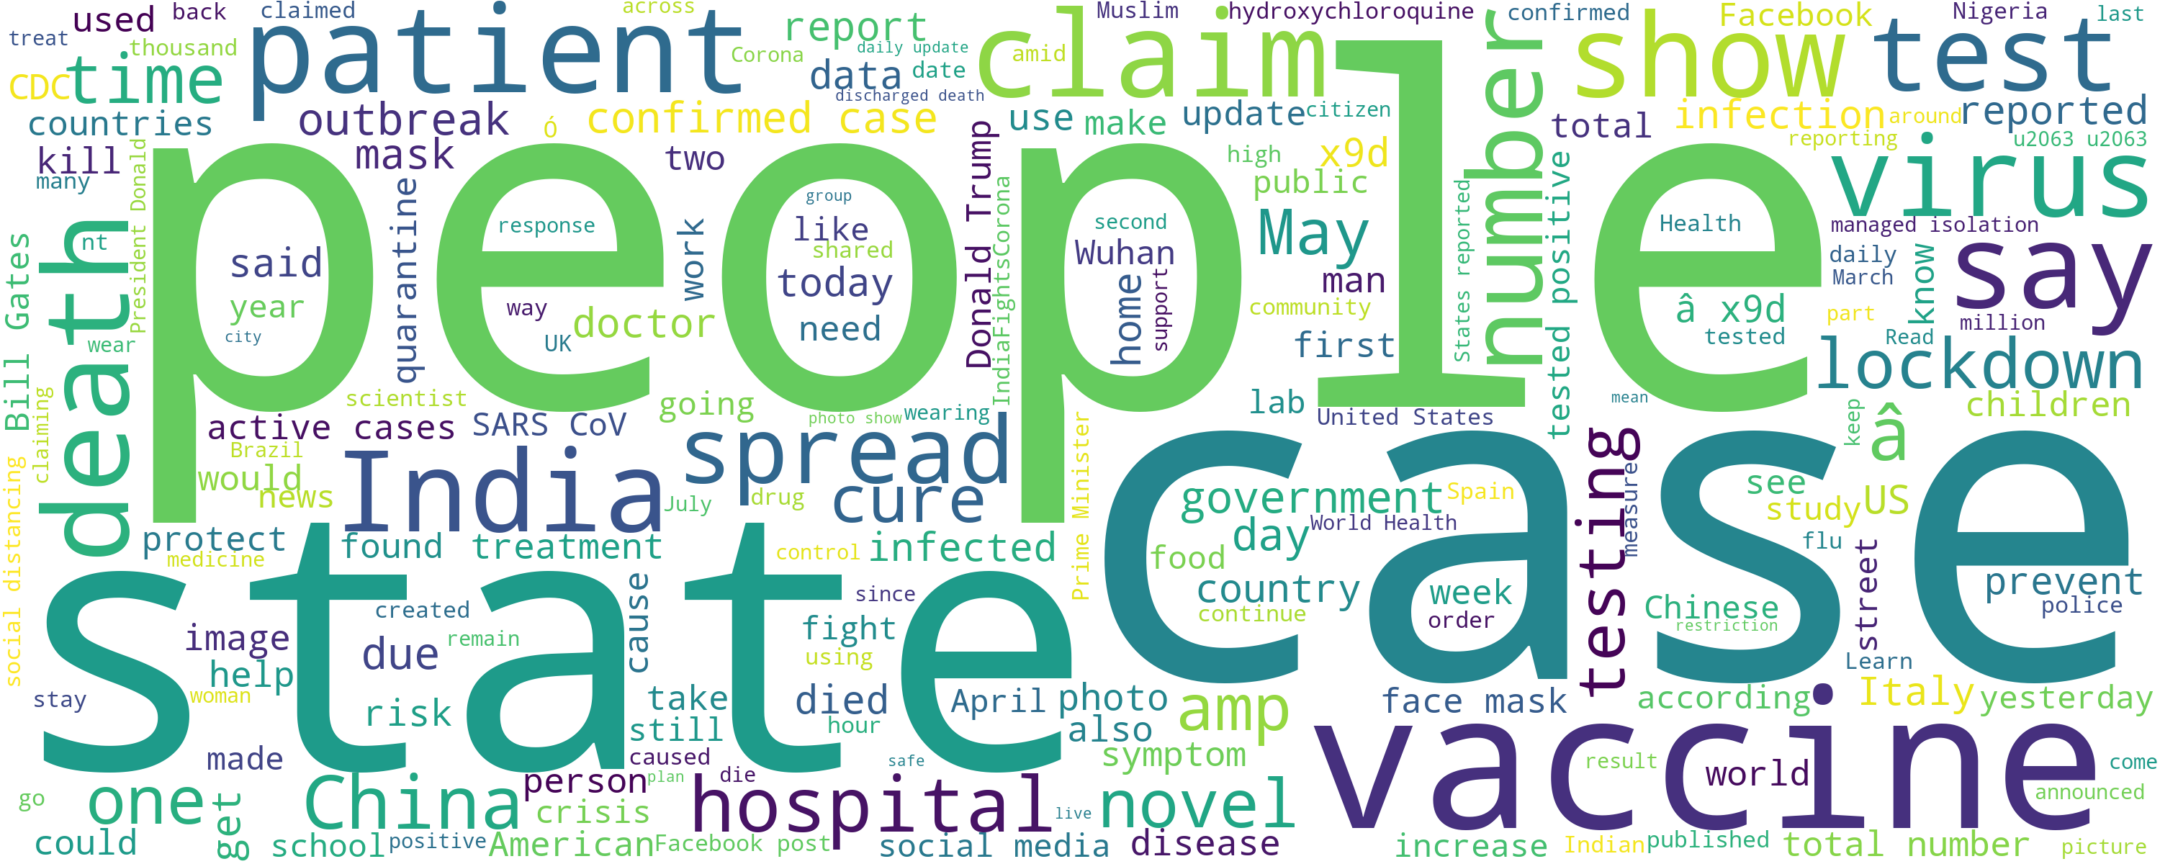 used back claimed across Muslim hydroxychloroquine confirmed Facebook Nigeria last
treat thousand patient report daily update claim amid number show test
CDC time Corona data date
discharged death
countries outbreak ó confirmed case use make update citizen total infection around reported
kill mask two Donald Trump high x9d reporting u2063 u2063
many President Donald quarantine group public States reported tested positive virus
people
death nt response like second May Health managed isolation
Bill Gates said work shared Wuhan IndiaFightsCorona daily say
year today home man â x9d March know
wear city way UK doctor need support community first tested part million
Read lockdown
claiming scientist going photo show wearing lab United States mean keep children
active cases SARS CoV spread case testing â
Brazil India Prime Minister measure
would news July drug cure government Spain see study US
social distancing protect found treatment control infected day World Health flu
medicine food
state cause since country week street prevent
created Chinese police
image due remain fight continue order restriction
help using Learn
stay woman risk take died April photo amp face mask according Italy yesterday
still hour also
made caused safe symptom vaccine result world come
go one get China person plan die hospital live novel announced
crisis
could school positive American Facebook post social media disease increase Indian published total number picture